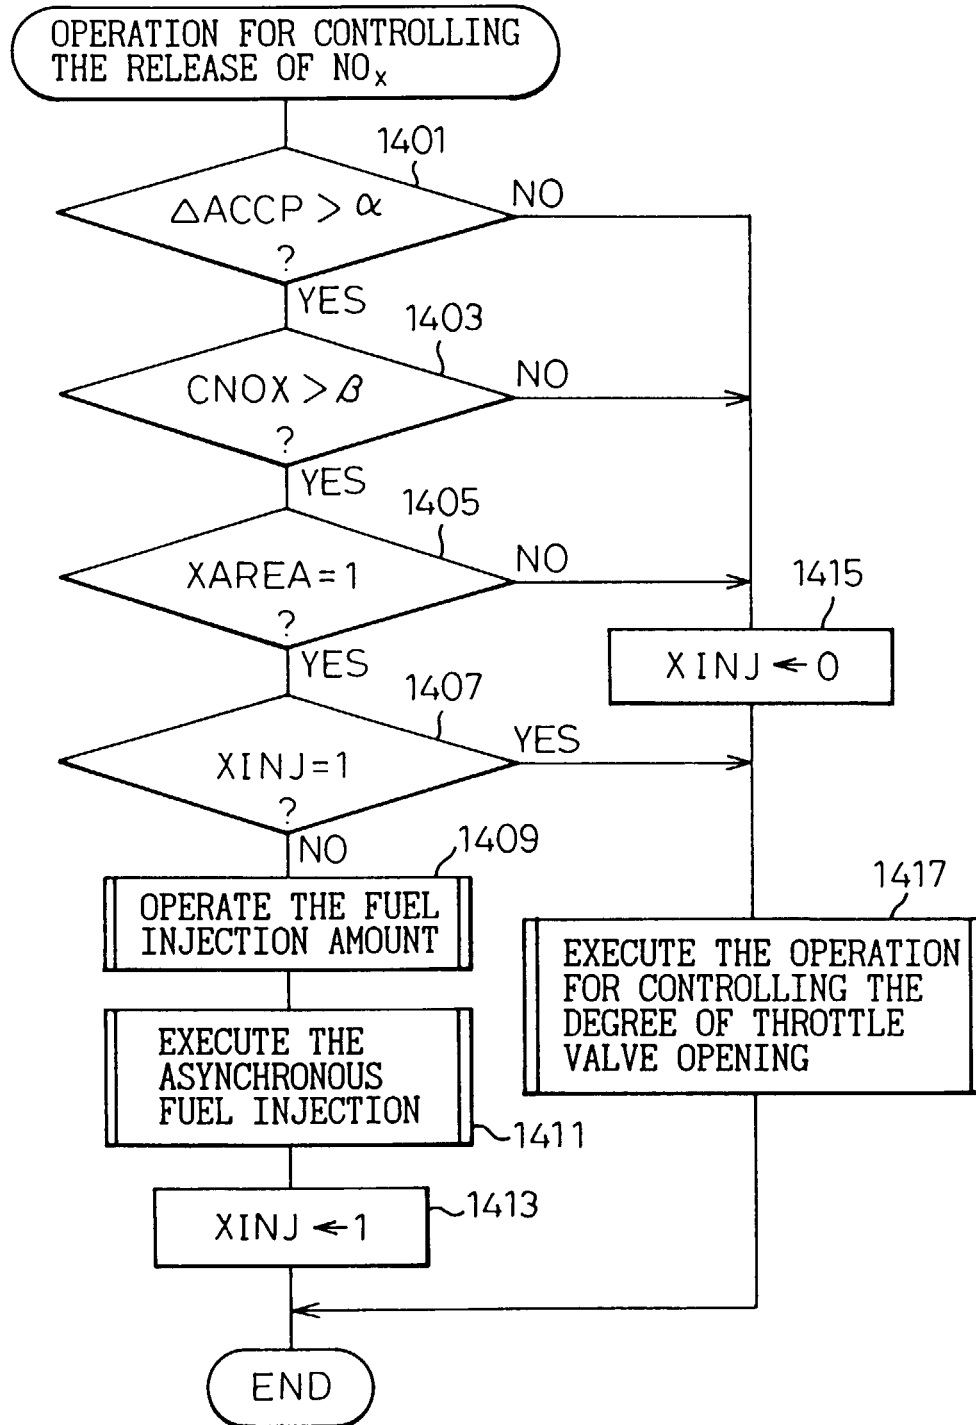 OPERATION FOR CONTROLLING
THE RELEASE OF NOx
1401
△ACCP > α
?
NO
YES
1403
CNOX > β
?
NO
YES
1405
XAREA = 1
?
NO
YES
1415
XINJ ← 0
1407
XINJ = 1
?
YES
NO
1409
OPERATE THE FUEL
INJECTION AMOUNT
1417
EXECUTE THE OPERATION
FOR CONTROLLING THE
DEGREE OF THROTTLE
VALVE OPENING
EXECUTE THE
ASYNCHRONOUS
FUEL INJECTION
1411
XINJ ← 1
1413
END